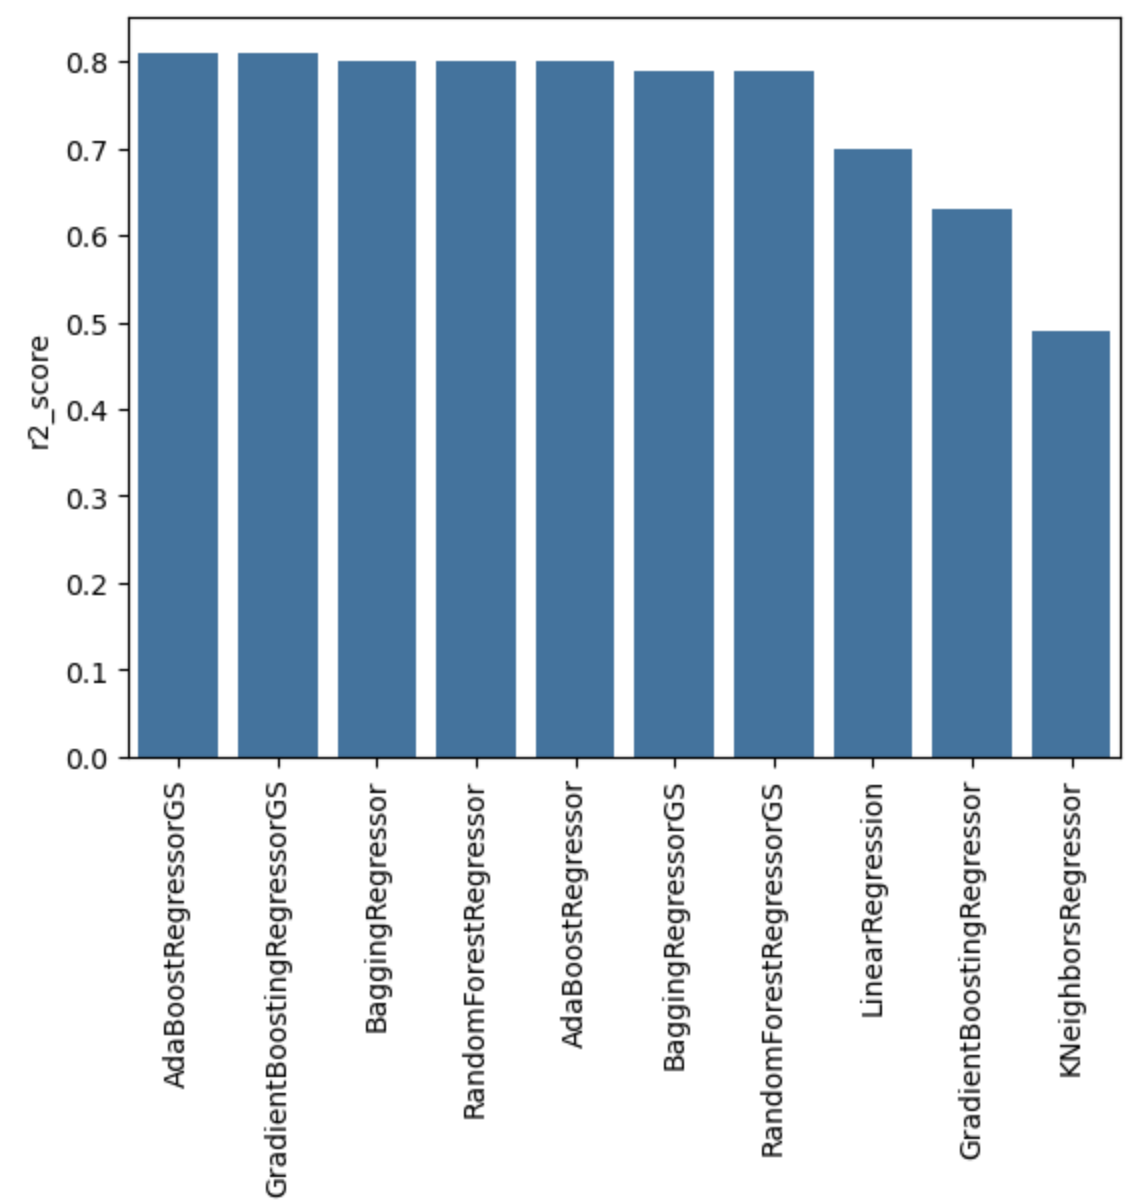 r2_score
0.8
0.7
0.6
0.5
0.4
0.3
0.2
0.1
0.0
AdaBoostRegressorGS
GradientBoostingRegressorGS
BaggingRegressor
RandomForestRegressor
AdaBoostRegressor
BaggingRegressorGS
RandomForestRegressorGS
LinearRegression
GradientBoostingRegressor
KNeighborsRegressor